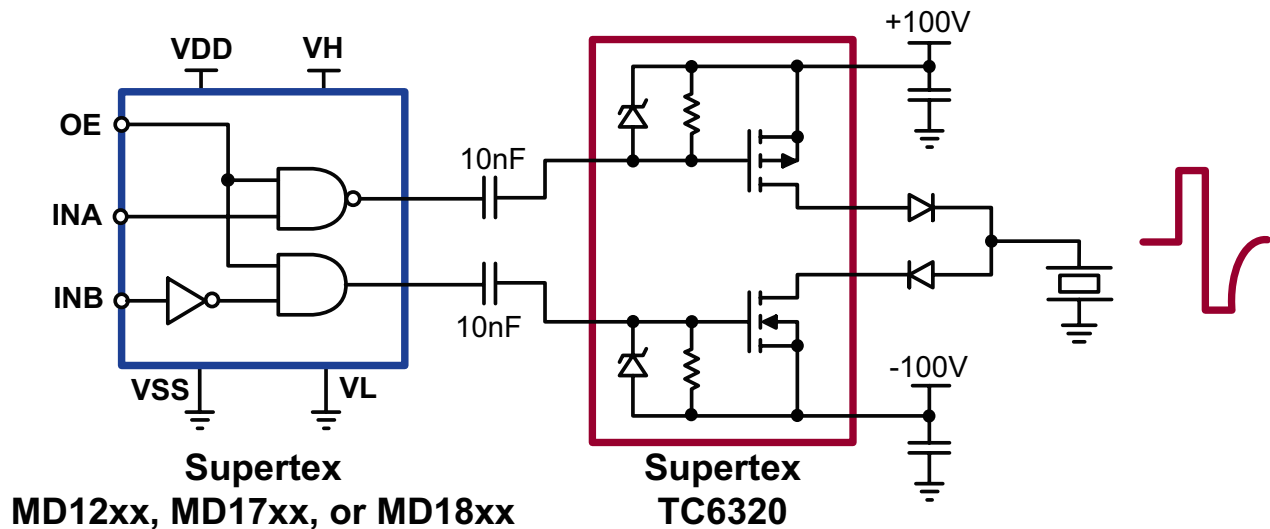 +100V
VDD
VH
OE
10nF
INA
INB
10nF
-100V
VSS
VL
Supertex
MD12xx, MD17xx, or MD18xx
Supertex
TC6320